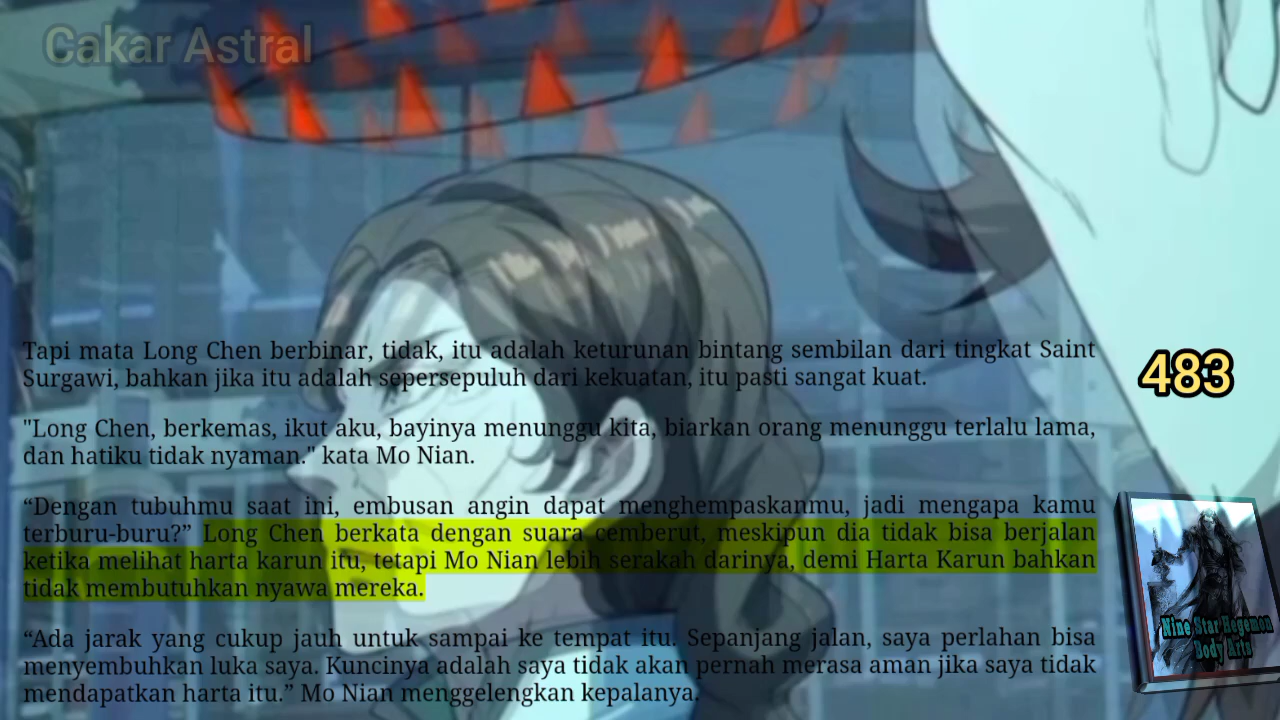 Cakar Astral
Tapi mata Long Chen berbinar, tidak, itu adalah keturunan bintang sembilan dari tingkat Saint
Surgawi, bahkan jika itu adalah sepersepuluh dari kekuatan, itu pasti sangat kuat.
"Long Chen, berkemas, ikut aku, bayinya menunggu kita, biarkan orang menunggu terlalu lama,
dan hatiku tidak nyaman." kata Mo Nian.
“Dengan tubuhmu saat ini, embusan angin dapat menghempaskanmu, jadi mengapa kamu
terburu-buru?” Long Chen berkata dengan suara cemberut, meskipun dia tidak bisa berjalan
ketika melihat harta karun itu, tetapi Mo Nian lebih serakah darinya, demi Harta Karun bahkan
tidak membutuhkan nyawa mereka.
“Ada jarak yang cukup jauh untuk sampai ke tempat itu. Sepanjang jalan, saya perlahan bisa
menyembuhkan luka saya. Kuncinya adalah saya tidak akan pernah merasa aman jika saya tidak
mendapatkan harta itu.” Mo Nian menggelengkan kepalanya.
483
Nine Star Hegemon
Body Arts